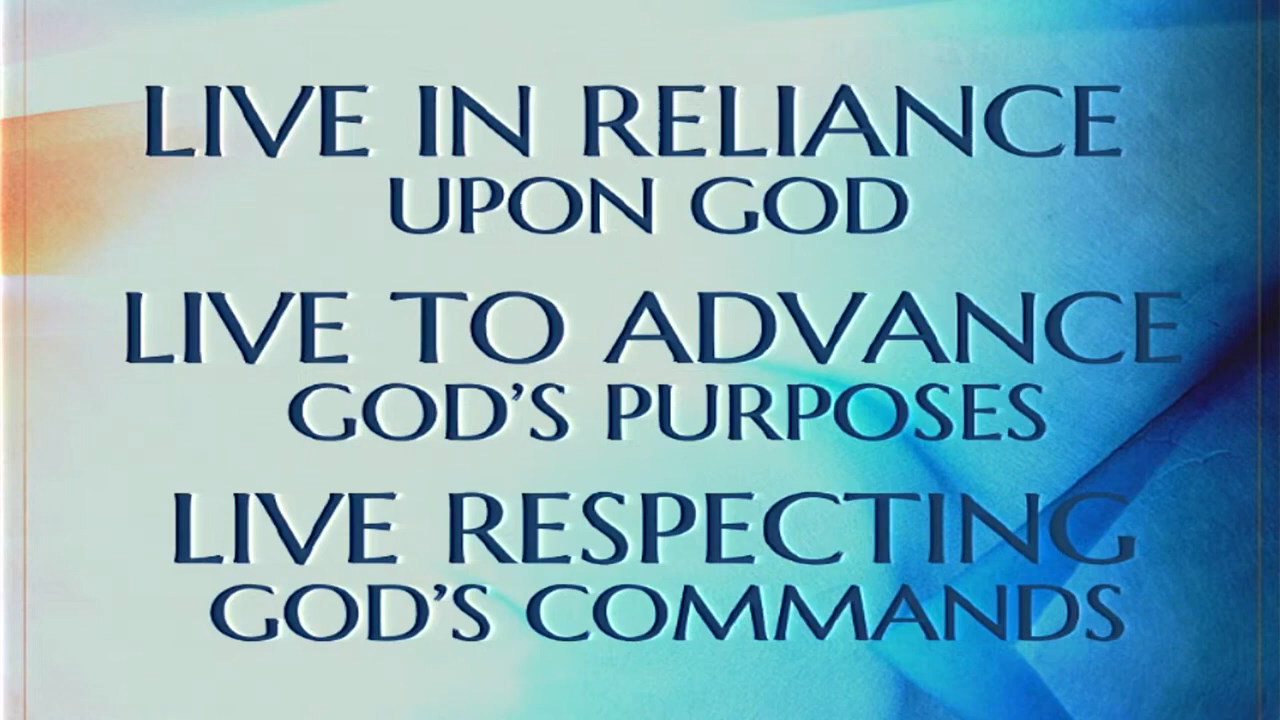 LIVE IN RELIANCE
UPON GOD
LIVE TO ADVANCE
GOD'S PURPOSES
LIVE RESPECTING
GOD'S COMMANDS